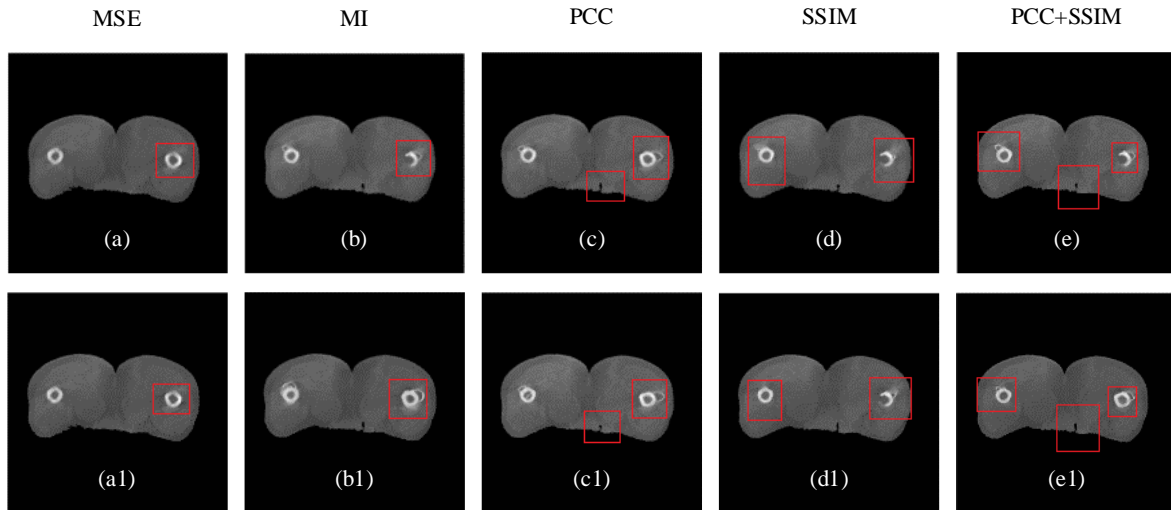 MSE MI PCC SSIM PCC+SSIM
(a) (b) (c) (d) (e)
(a1) (b1) (c1) (d1) (e1)